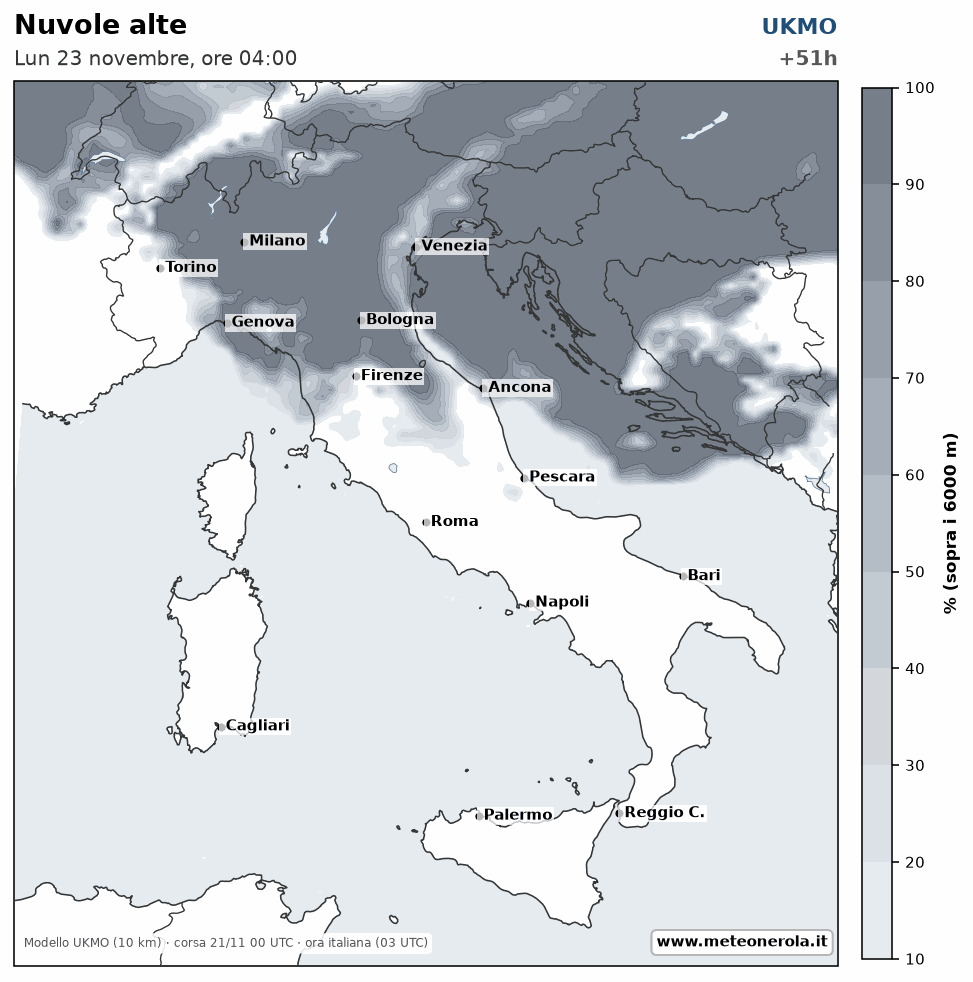 Nuvole alte
UKMO
Lun 23 novembre, ore 04:00
+51h
Milano
Venezia
Torino
Genova
Bologna
Firenze
Ancona
Pescara
Roma
Bari
Napoli
Cagliari
Palermo
Reggio C.
Modello UKMO (10 km) · corsa 21/11 00 UTC · ora italiana (03 UTC)
www.meteonerola.it
100
90
80
70
60
50
40
30
20
10
% (sopra i 6000 m)